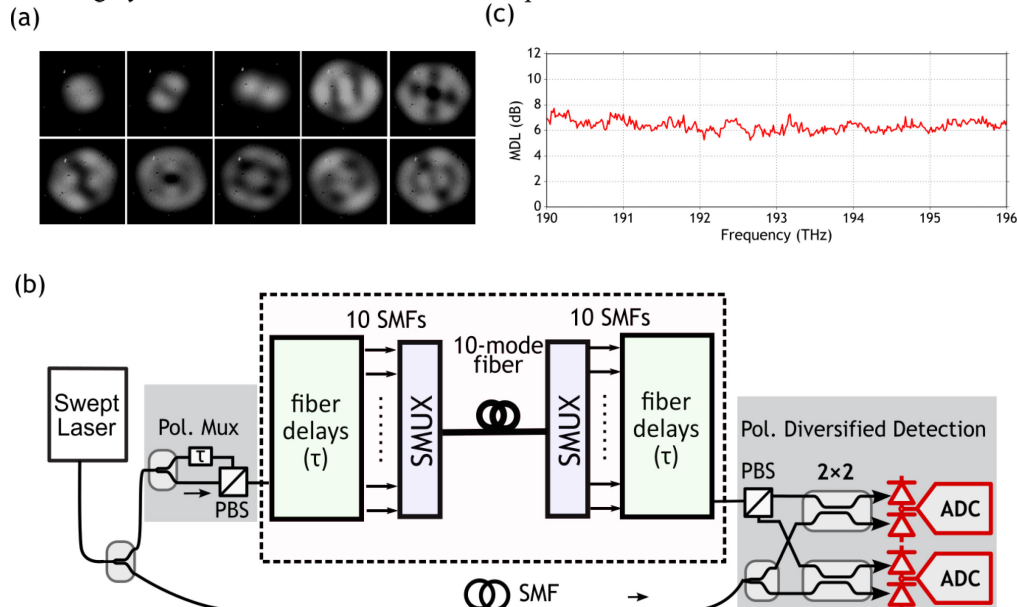 (a)
(c)
12
10
8
6
4
2
0
MDL (dB)
190
191
192
193
194
195
196
Frequency (THz)
(b)
10 SMFs
10 SMFs
10-mode
fiber
Swept
Laser
Pol. Mux
τ
PBS
fiber
delays
(τ)
SMUX
SMUX
fiber
delays
(τ)
Pol. Diversified Detection
PBS
2×2
ADC
ADC
SMF